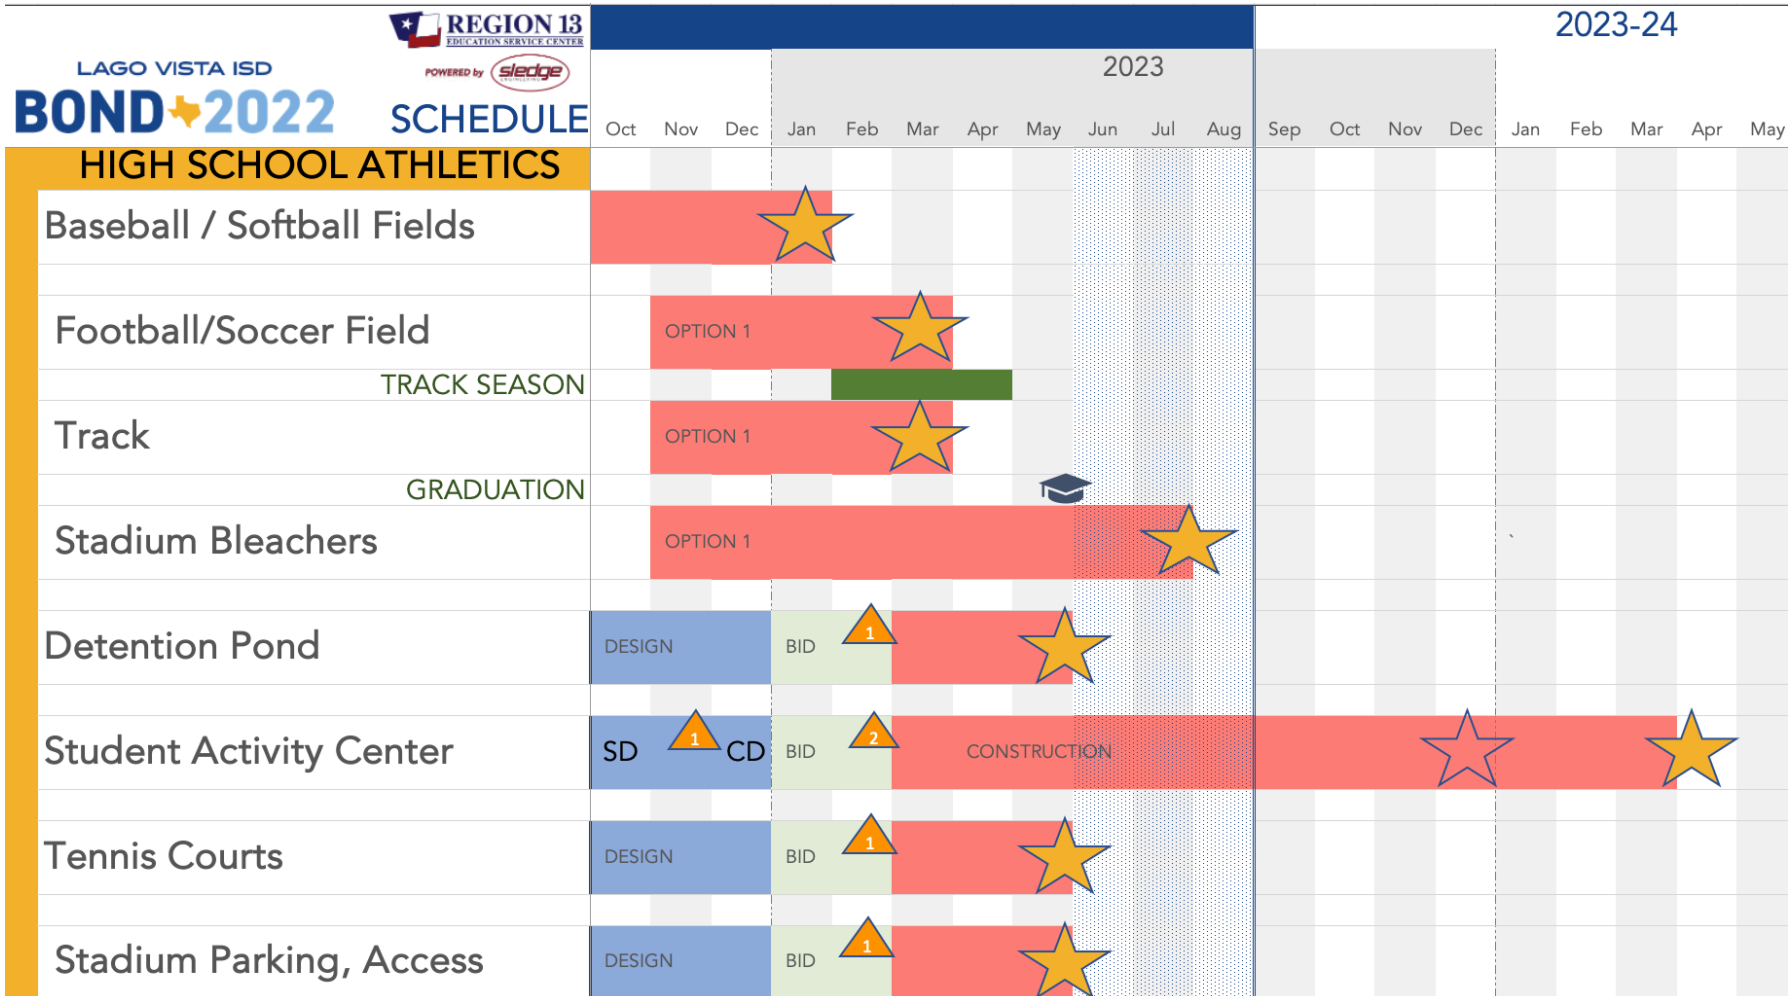 REGION 13
EDUCATION SERVICE CENTER
2023-24
LAGO VISTA ISD
POWERED by sledge
ENGINEERING
2023
BOND 2022 SCHEDULE
Oct Nov Dec Jan Feb Mar Apr May Jun Jul Aug Sep Oct Nov Dec Jan Feb Mar Apr May
HIGH SCHOOL ATHLETICS
Baseball / Softball Fields
Football/Soccer Field OPTION 1
TRACK SEASON
Track OPTION 1
GRADUATION
Stadium Bleachers OPTION 1 `
Detention Pond DESIGN BID 1
Student Activity Center SD 1 CD BID 2 CONSTRUCTION
Tennis Courts DESIGN BID 1
Stadium Parking, Access DESIGN BID 1